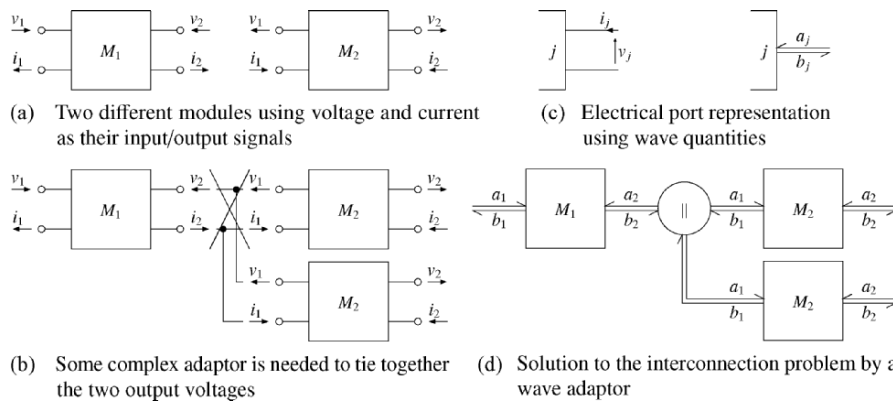 v1 v2 v1 v2 ij
M1 M2 j vj j aj
bj
i1 i2 i1 i2
(a) Two different modules using voltage and current
as their input/output signals
(c) Electrical port representation
using wave quantities
v1 v2 v1 v2
M1 M2
i1 i2 i1 i2
v1 v2
M2
i1 i2
a1 a2 a1 a2
M1 || M2
b1 b2 b1 b2
a1 a2
M2
b1 b2
(b) Some complex adaptor is needed to tie together
the two output voltages
(d) Solution to the interconnection problem by a
wave adaptor